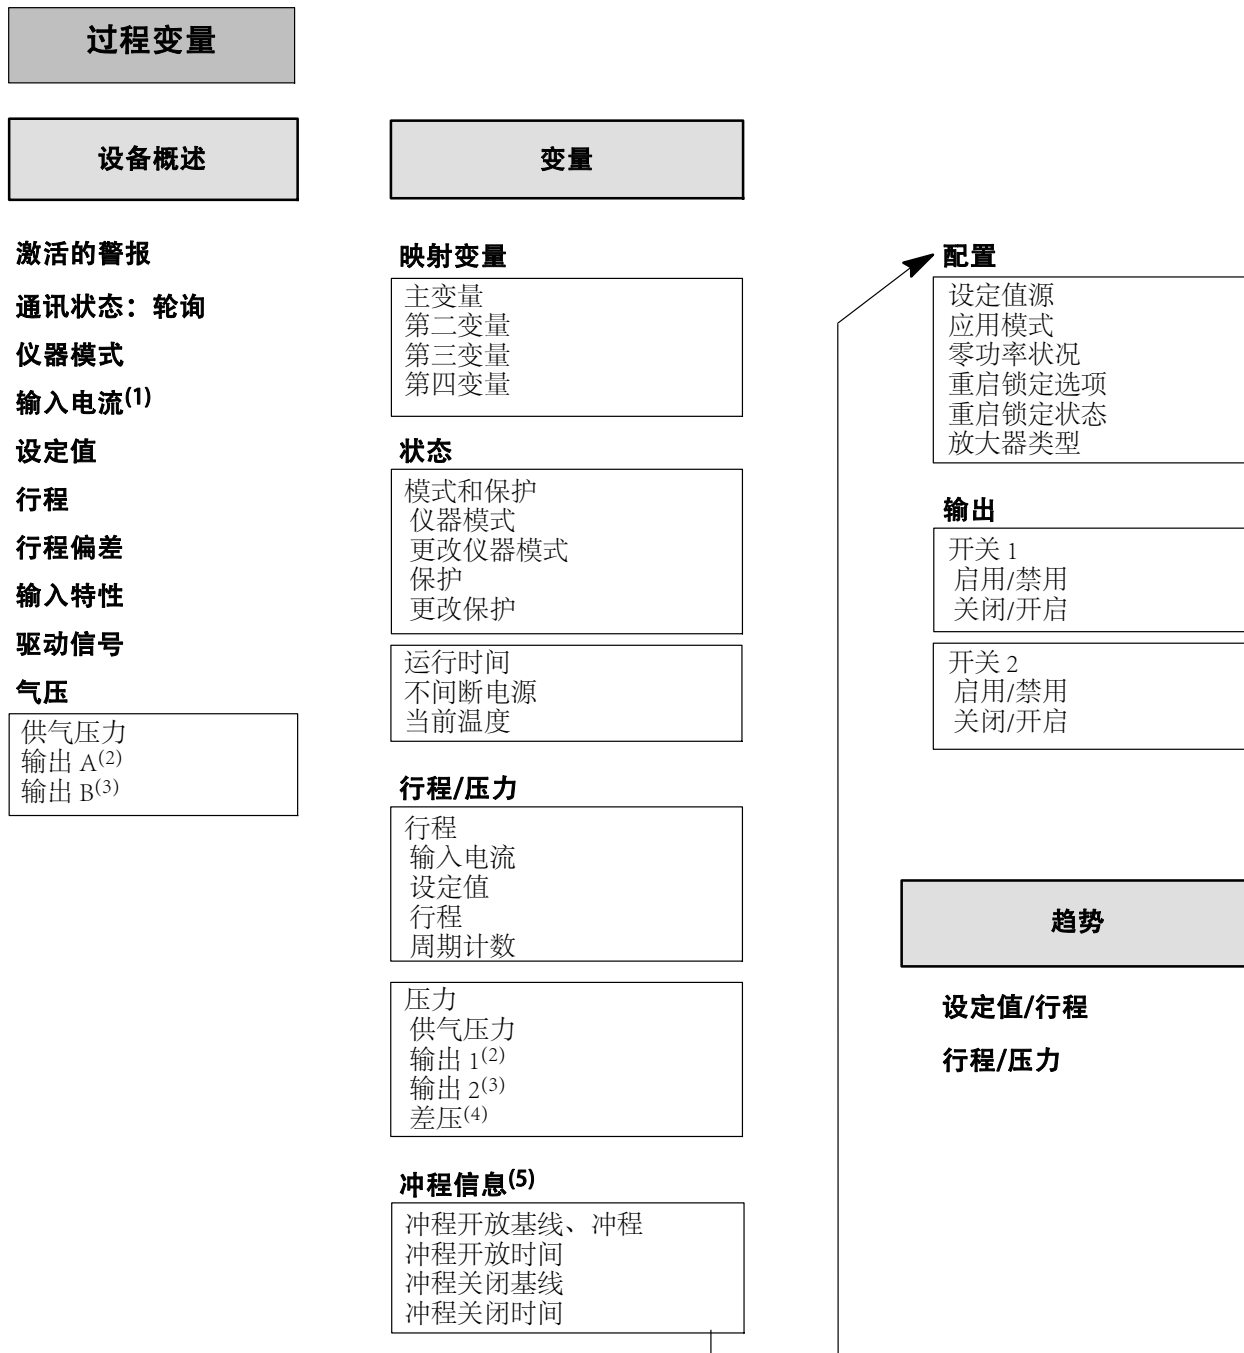 过程变量
设备概述
激活的警报
通讯状态：轮询
仪器模式
输入电流(1)
设定值
行程
行程偏差
输入特性
驱动信号
气压
供气压力
输出 A(2)
输出 B(3)
变量
映射变量
主变量
第二变量
第三变量
第四变量
状态
模式和保护
仪器模式
更改仪器模式
保护
更改保护
运行时间
不间断电源
当前温度
行程/压力
行程
输入电流
设定值
行程
周期计数
压力
供气压力
输出 1(2)
输出 2(3)
差压(4)
冲程信息(5)
冲程开放基线、冲程
冲程开放时间
冲程关闭基线
冲程关闭时间
配置
设定值源
应用模式
零功率状况
重启锁定选项
重启锁定状态
放大器类型
输出
开关 1
启用/禁用
关闭/开启
开关 2
启用/禁用
关闭/开启
趋势
设定值/行程
行程/压力